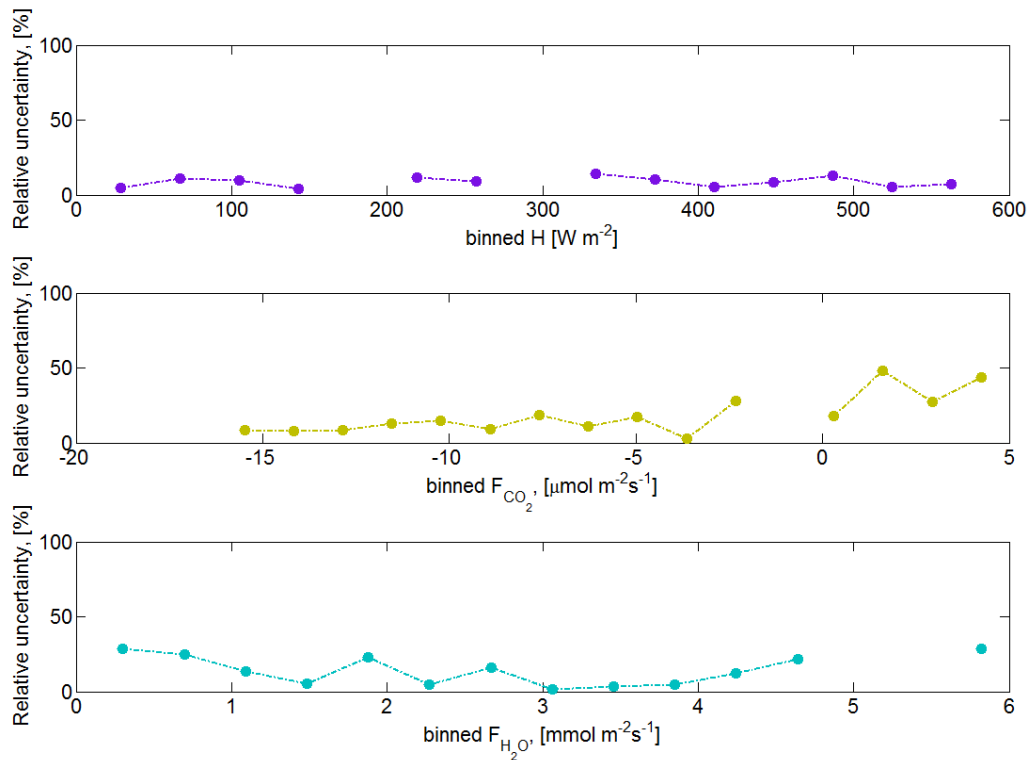 Relative uncertainty, [%]
100
50
0
0 100 200 300 400 500 600
binned H [W m-2]
Relative uncertainty, [%]
100
50
0
-20 -15 -10 -5 0 5
binned FCO2, [μmol m-2s-1]
Relative uncertainty, [%]
100
50
0
0 1 2 3 4 5 6
binned FH2O, [mmol m-2s-1]